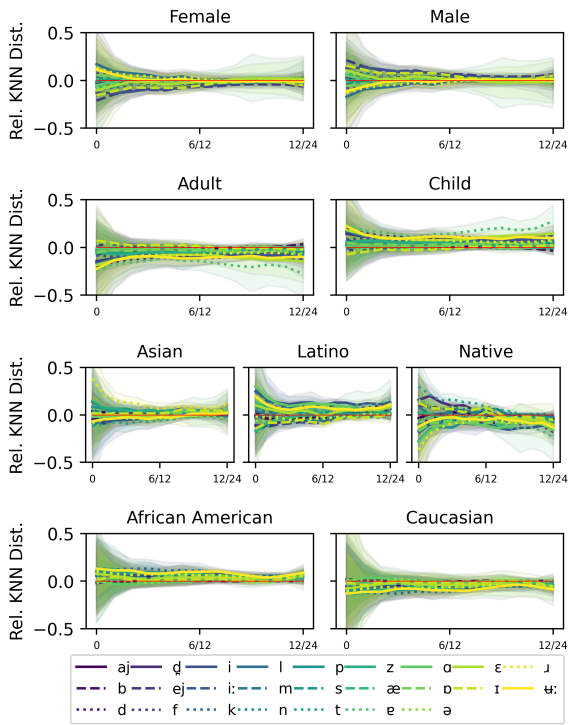 Female Male
Rel. KNN Dist.
0.5
0.0
−0.5
0 6/12 12/24 0 6/12 12/24
Adult Child
Rel. KNN Dist.
0.5
0.0
−0.5
0 6/12 12/24 0 6/12 12/24
Asian Latino Native
Rel. KNN Dist.
0.5
0.0
−0.5
0 6/12 12/24 0 6/12 12/24 0 6/12 12/24
African American Caucasian
Rel. KNN Dist.
0.5
0.0
−0.5
0 6/12 12/24 0 6/12 12/24
aj d̪ i l p z ɑ ɛ ɹ
b ej iː m s æ ɒ ɪ ʉː
d f k n t ɐ ə